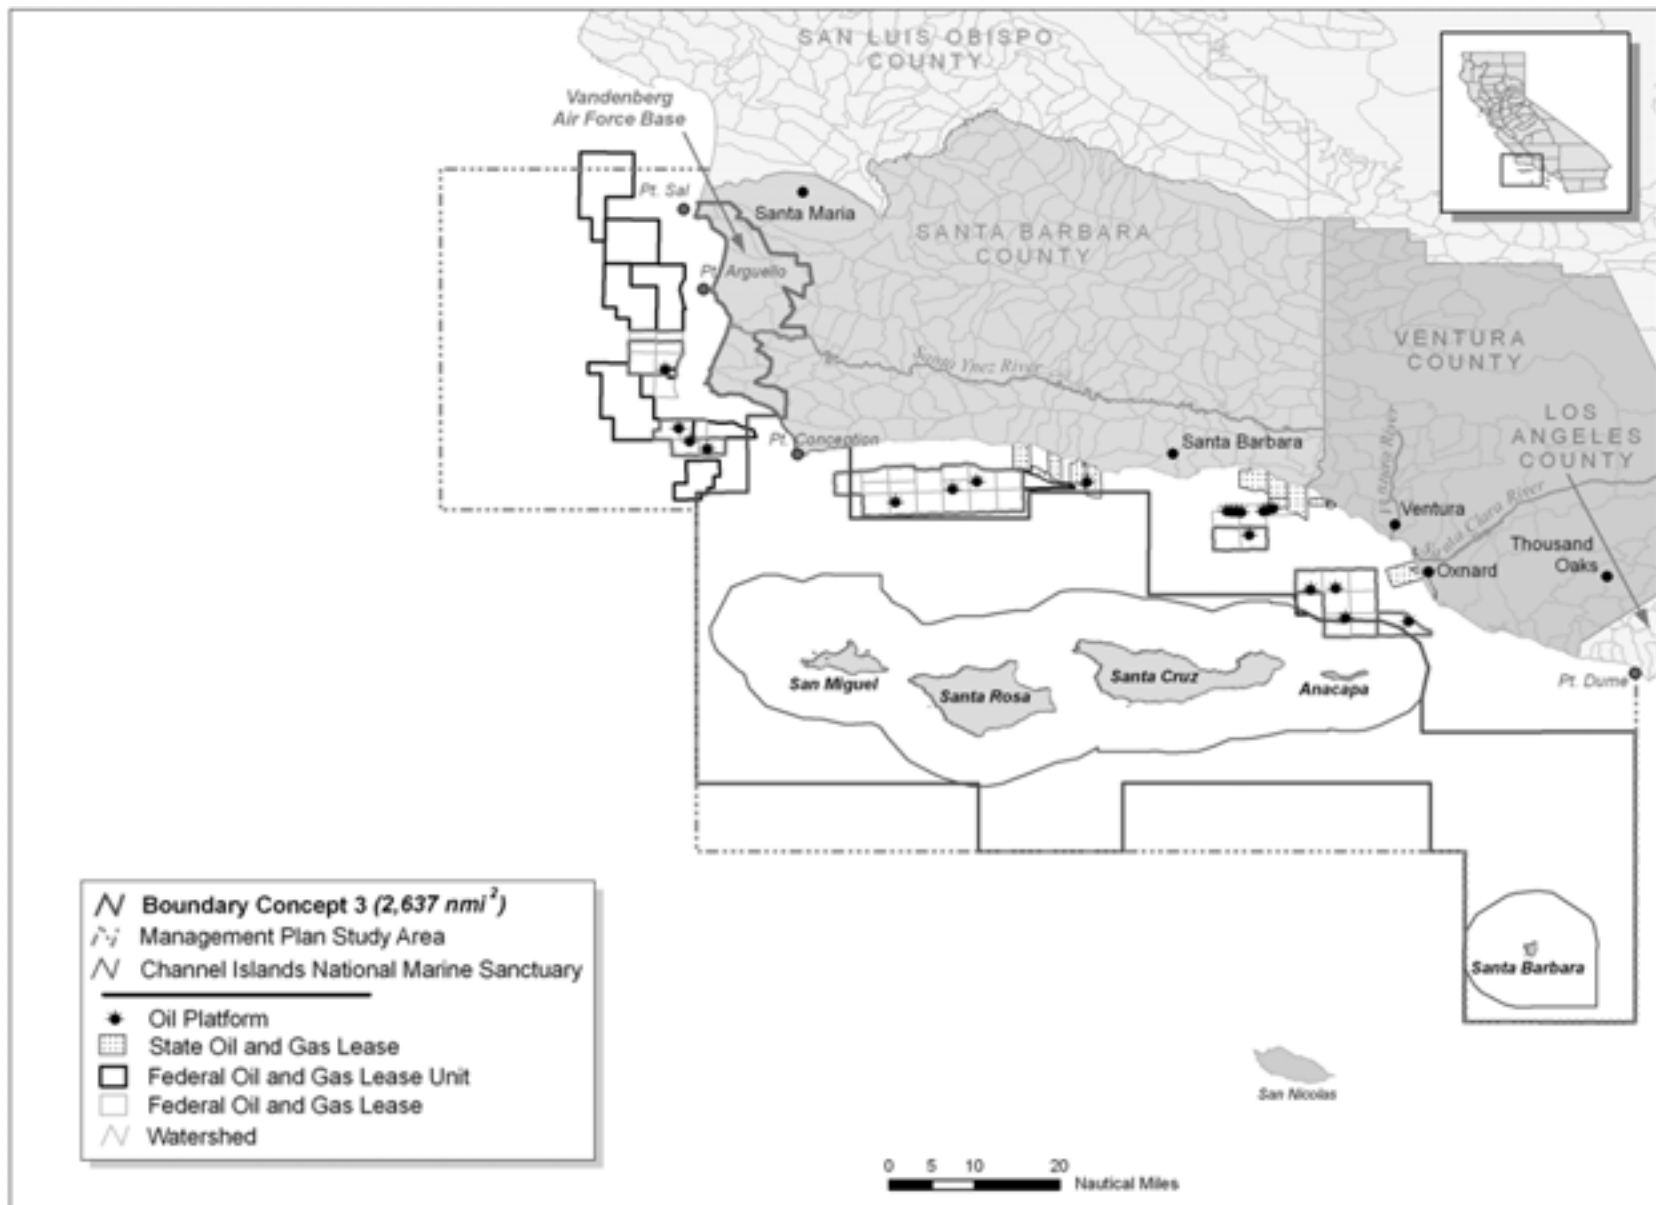 SAN LUIS OBISPO
COUNTY
Vandenberg
Air Force Base
Pt. Sal
Santa Maria
SANTA BARBARA
COUNTY
Pt. Arguello
VENTURA
COUNTY
Santa Ynez River
LOS
ANGELES
COUNTY
Pt. Conception
Santa Barbara
Ventura River
Ventura
Santa Clara River
Thousand
Oaks
Oxnard
San Miguel
Santa Rosa
Santa Cruz
Anacapa
Pt. Dume
Boundary Concept 3 (2,637 nmi²)
Management Plan Study Area
Channel Islands National Marine Sanctuary
Oil Platform
State Oil and Gas Lease
Federal Oil and Gas Lease Unit
Federal Oil and Gas Lease
Watershed
Santa Barbara
San Nicolas
0 5 10 20
Nautical Miles